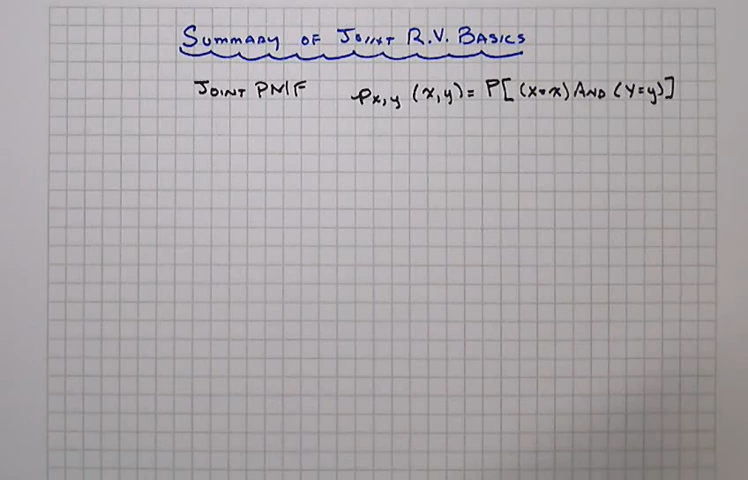 SUMMARY OF JOINT R.V. BASICS
JOINT PMF pX,Y (x,y) = P[(X=x) AND (Y=y)]